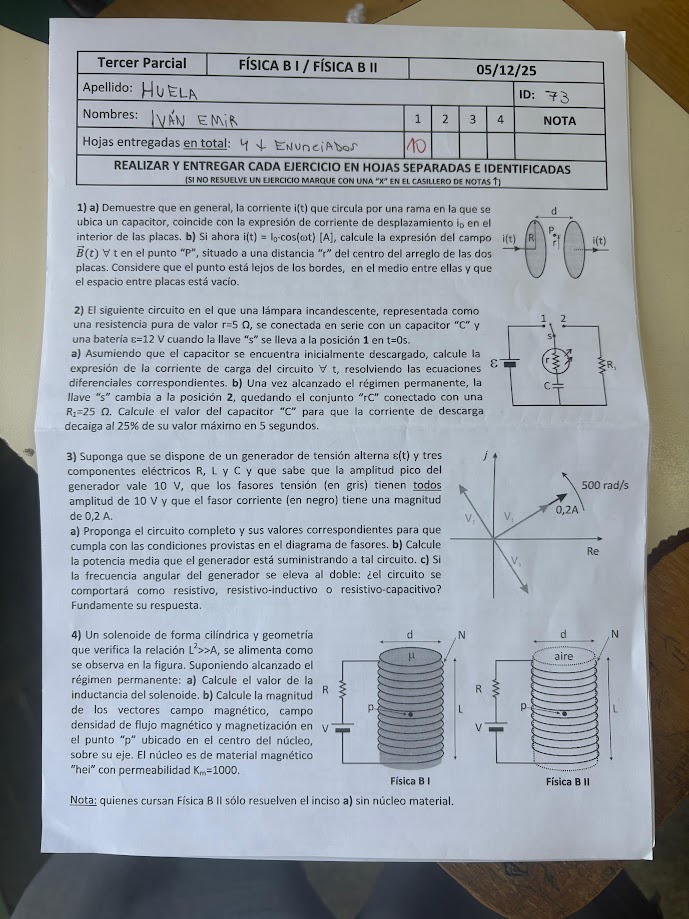 Tercer Parcial FÍSICA B I / FÍSICA B II 05/12/25
Apellido: HUELA ID: 73
Nombres: IVÁN EMIR 1 2 3 4 NOTA
Hojas entregadas en total: 4 + ENUNCIADOS 10
REALIZAR Y ENTREGAR CADA EJERCICIO EN HOJAS SEPARADAS E IDENTIFICADAS
(SI NO RESUELVE UN EJERCICIO MARQUE CON UNA "X" EN EL CASILLERO DE NOTAS ↑)
1) a) Demuestre que en general, la corriente i(t) que circula por una rama en la que se
ubica un capacitor, coincide con la expresión de corriente de desplazamiento i_D en el
interior de las placas. b) Si ahora i(t) = I₀·cos(ωt) [A], calcule la expresión del campo
B⃗(t) ∀ t en el punto "P", situado a una distancia "r" del centro del arreglo de las dos
placas. Considere que el punto está lejos de los bordes, en el medio entre ellas y que
el espacio entre placas está vacío.
d
i(t) R P r i(t)
2) El siguiente circuito en el que una lámpara incandescente, representada como
una resistencia pura de valor r=5 Ω, se conectada en serie con un capacitor "C" y
una batería ε=12 V cuando la llave "s" se lleva a la posición 1 en t=0s.
a) Asumiendo que el capacitor se encuentra inicialmente descargado, calcule la
expresión de la corriente de carga del circuito ∀ t, resolviendo las ecuaciones
diferenciales correspondientes. b) Una vez alcanzado el régimen permanente, la
llave "s" cambia a la posición 2, quedando el conjunto "rC" conectado con una
R₁=25 Ω. Calcule el valor del capacitor "C" para que la corriente de descarga
decaiga al 25% de su valor máximo en 5 segundos.
1 2
s
ε r R₁
C
3) Suponga que se dispone de un generador de tensión alterna ε(t) y tres
componentes eléctricos R, L y C y que sabe que la amplitud pico del
generador vale 10 V, que los fasores tensión (en gris) tienen todos
amplitud de 10 V y que el fasor corriente (en negro) tiene una magnitud
de 0,2 A.
a) Proponga el circuito completo y sus valores correspondientes para que
cumpla con las condiciones provistas en el diagrama de fasores. b) Calcule
la potencia media que el generador está suministrando a tal circuito. c) Si
la frecuencia angular del generador se eleva al doble: ¿el circuito se
comportará como resistivo, resistivo-inductivo o resistivo-capacitivo?
Fundamente su respuesta.
j
500 rad/s
0,2A
Re
4) Un solenoide de forma cilíndrica y geometría
que verifica la relación L²>>A, se alimenta como
se observa en la figura. Suponiendo alcanzado el
régimen permanente: a) Calcule el valor de la
inductancia del solenoide. b) Calcule la magnitud
de los vectores campo magnético, campo
densidad de flujo magnético y magnetización en
el punto "p" ubicado en el centro del núcleo,
sobre su eje. El núcleo es de material magnético
"hei" con permeabilidad Kₘ=1000.
d N
μ
R
p L
V
Física B I
d N
aire
R
p L
V
Física B II
Nota: quienes cursan Física B II sólo resuelven el inciso a) sin núcleo material.